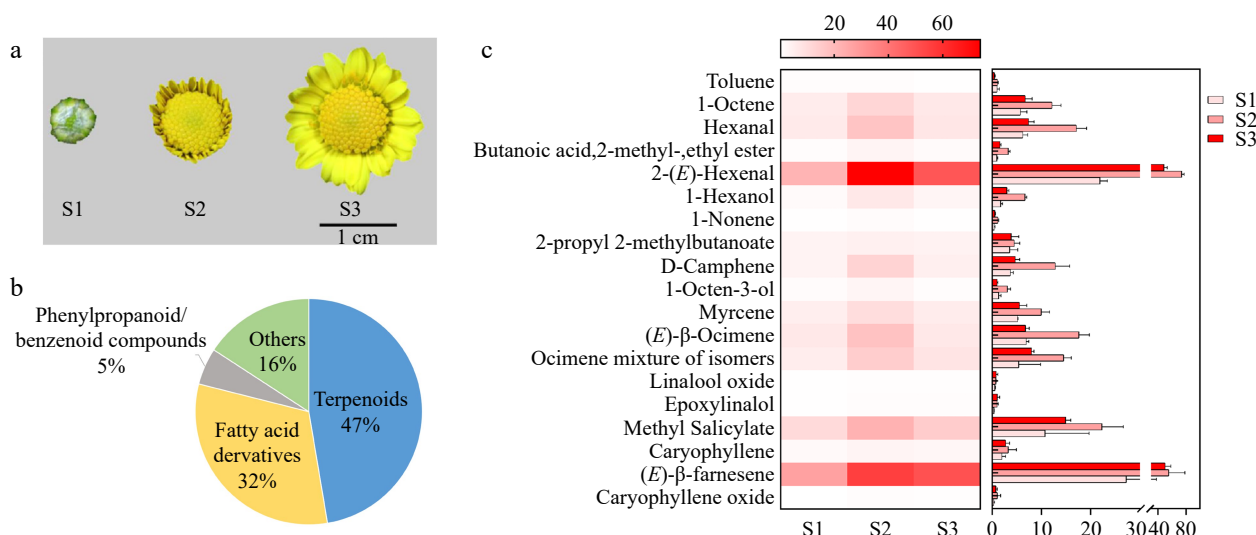 a
S1
S2
S3
1 cm
b
Phenylpropanoid/
benzenoid compounds
5%
Others
16%
Terpenoids
47%
Fatty acid
dervatives
32%
c
20
40
60
Toluene
1-Octene
Hexanal
Butanoic acid,2-methyl-,ethyl ester
2-(E)-Hexenal
1-Hexanol
1-Nonene
2-propyl 2-methylbutanoate
D-Camphene
1-Octen-3-ol
Myrcene
(E)-β-Ocimene
Ocimene mixture of isomers
Linalool oxide
Epoxylinalol
Methyl Salicylate
Caryophyllene
(E)-β-farnesene
Caryophyllene oxide
S1
S2
S3
0
10
20
30
40
80
S1
S2
S3